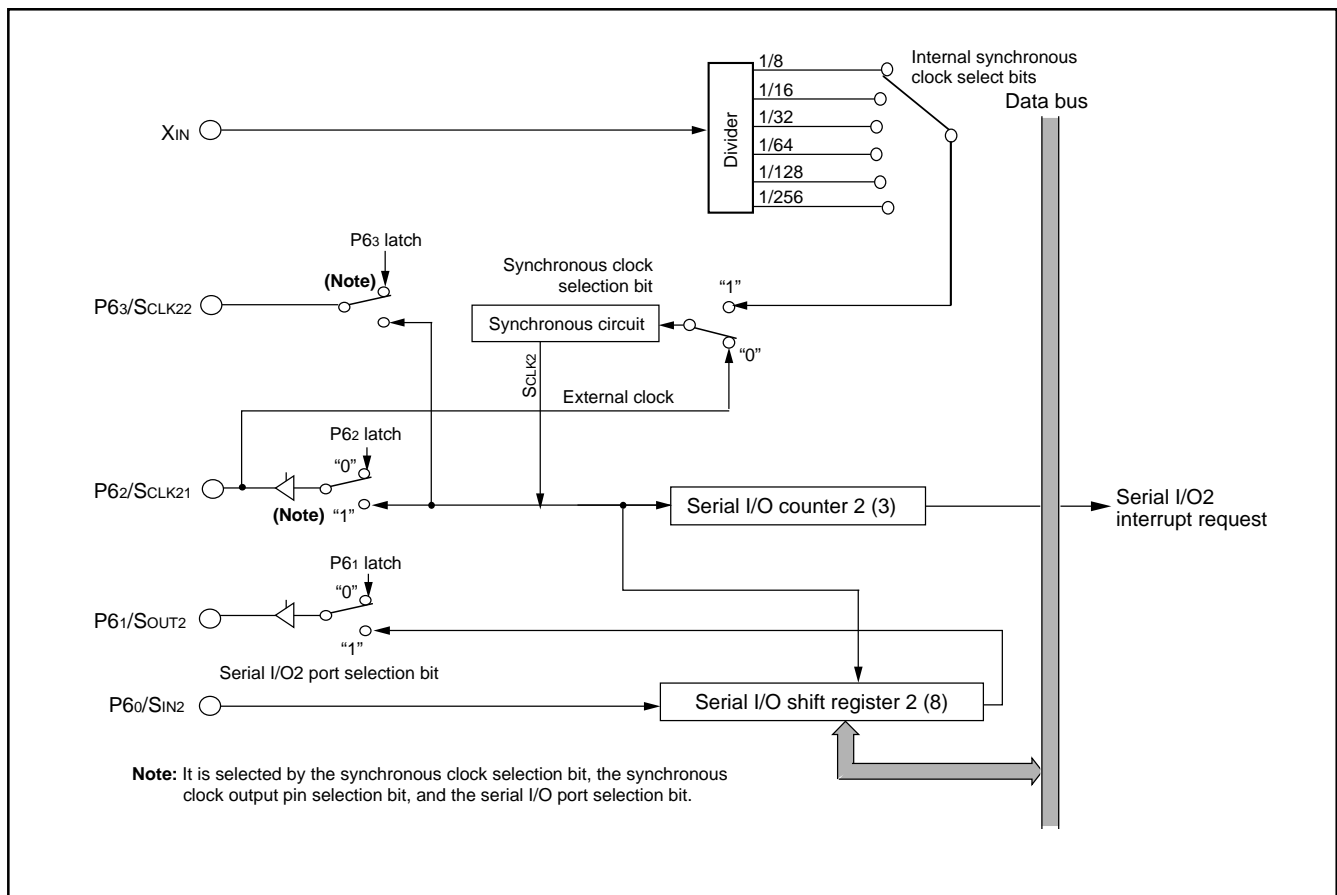 1/8
Internal synchronous
clock select bits
1/16
Data bus
1/32
XIN
Divider
1/64
1/128
1/256
P63 latch
(Note)
Synchronous clock
selection bit
“1”
P63/SCLK22
Synchronous circuit
“0”
SCLK2
External clock
P62 latch
“0”
P62/SCLK21
(Note) “1”
Serial I/O counter 2 (3)
Serial I/O2
interrupt request
P61 latch
“0”
P61/SOUT2
“1”
Serial I/O2 port selection bit
P60/SIN2
Serial I/O shift register 2 (8)
Note: It is selected by the synchronous clock selection bit, the synchronous
clock output pin selection bit, and the serial I/O port selection bit.